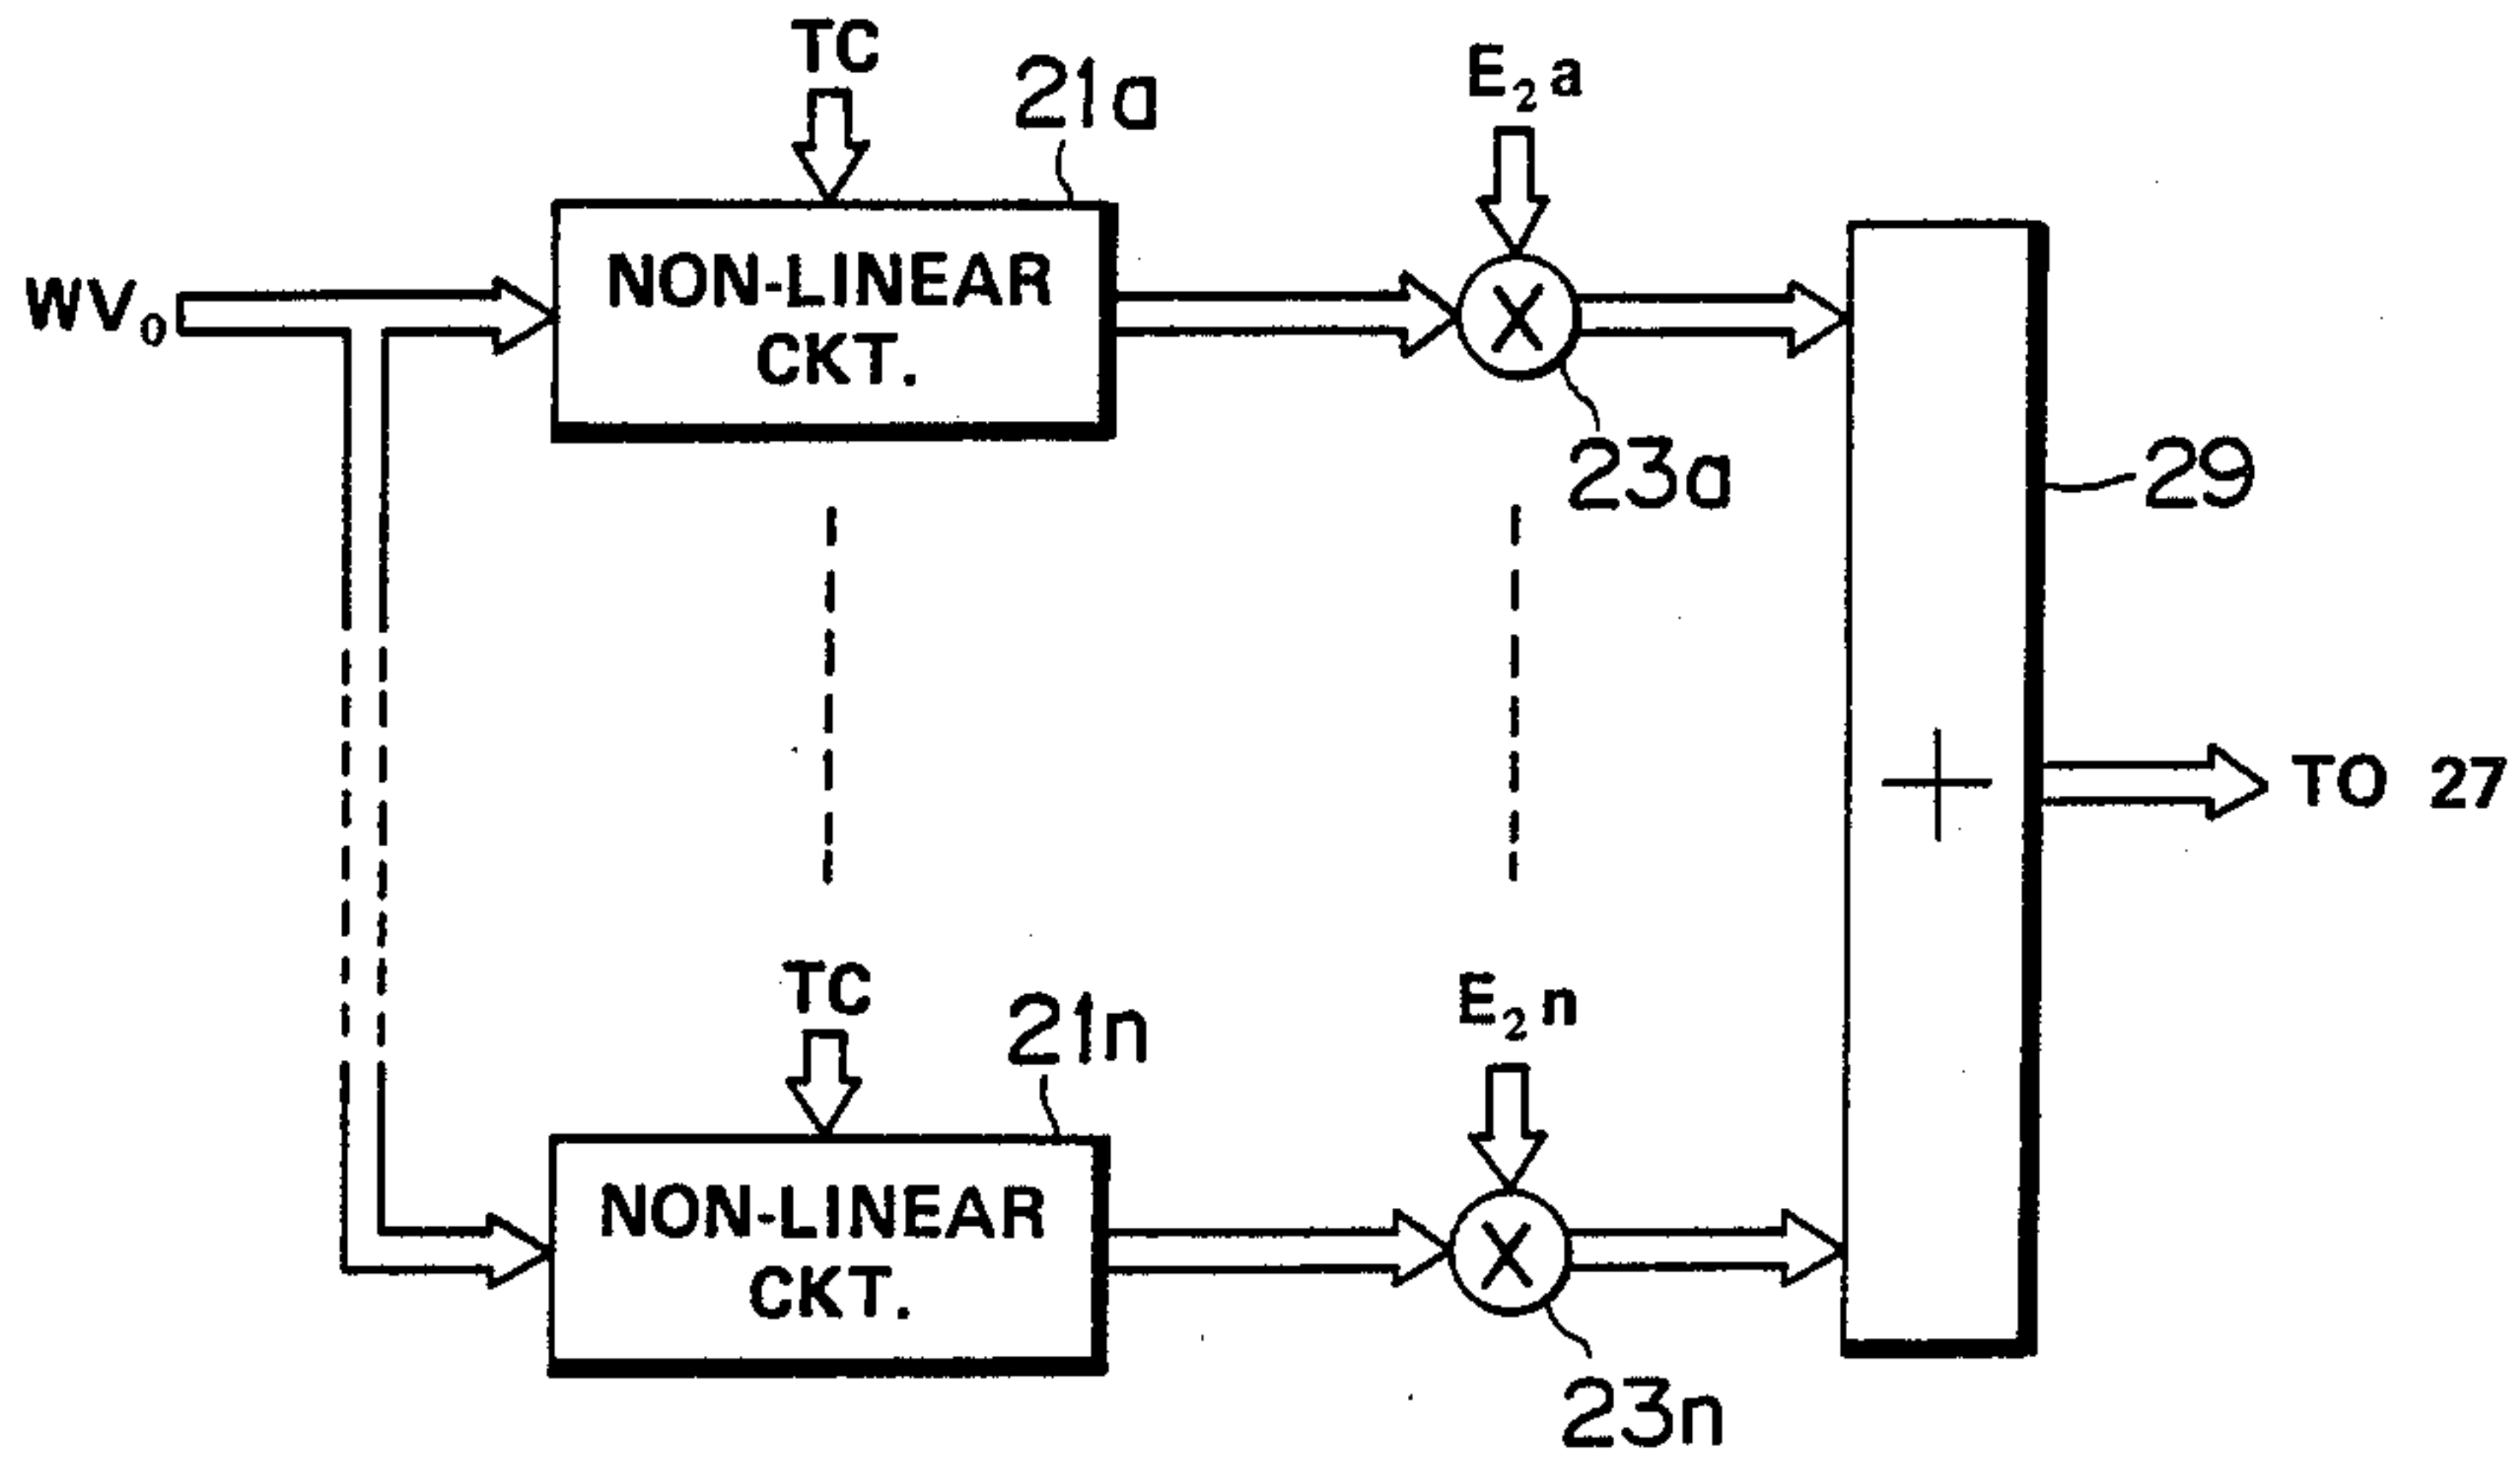 TC
21a
E₂a
WV₀
NON-LINEAR
CKT.
X
23a
29
+
TO 27
TC
21n
E₂n
NON-LINEAR
CKT.
X
23n